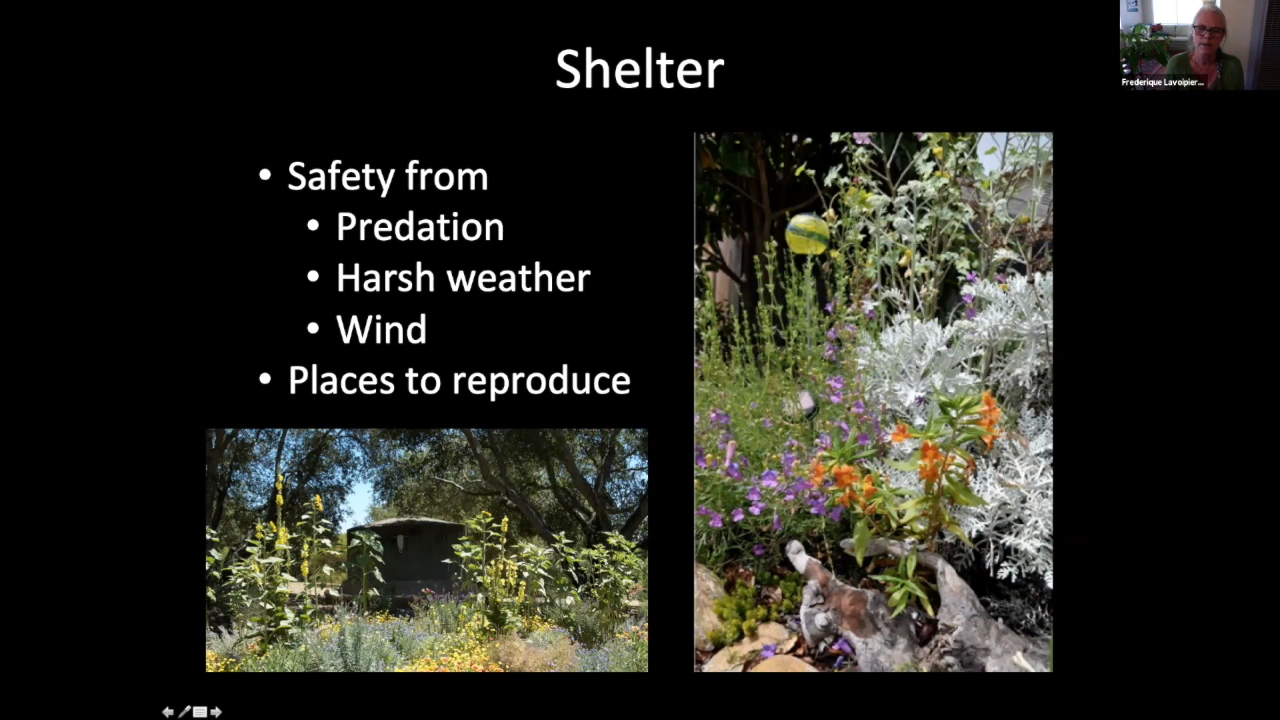 Shelter
Frederique Lavoipier...
• Safety from
• Predation
• Harsh weather
• Wind
• Places to reproduce